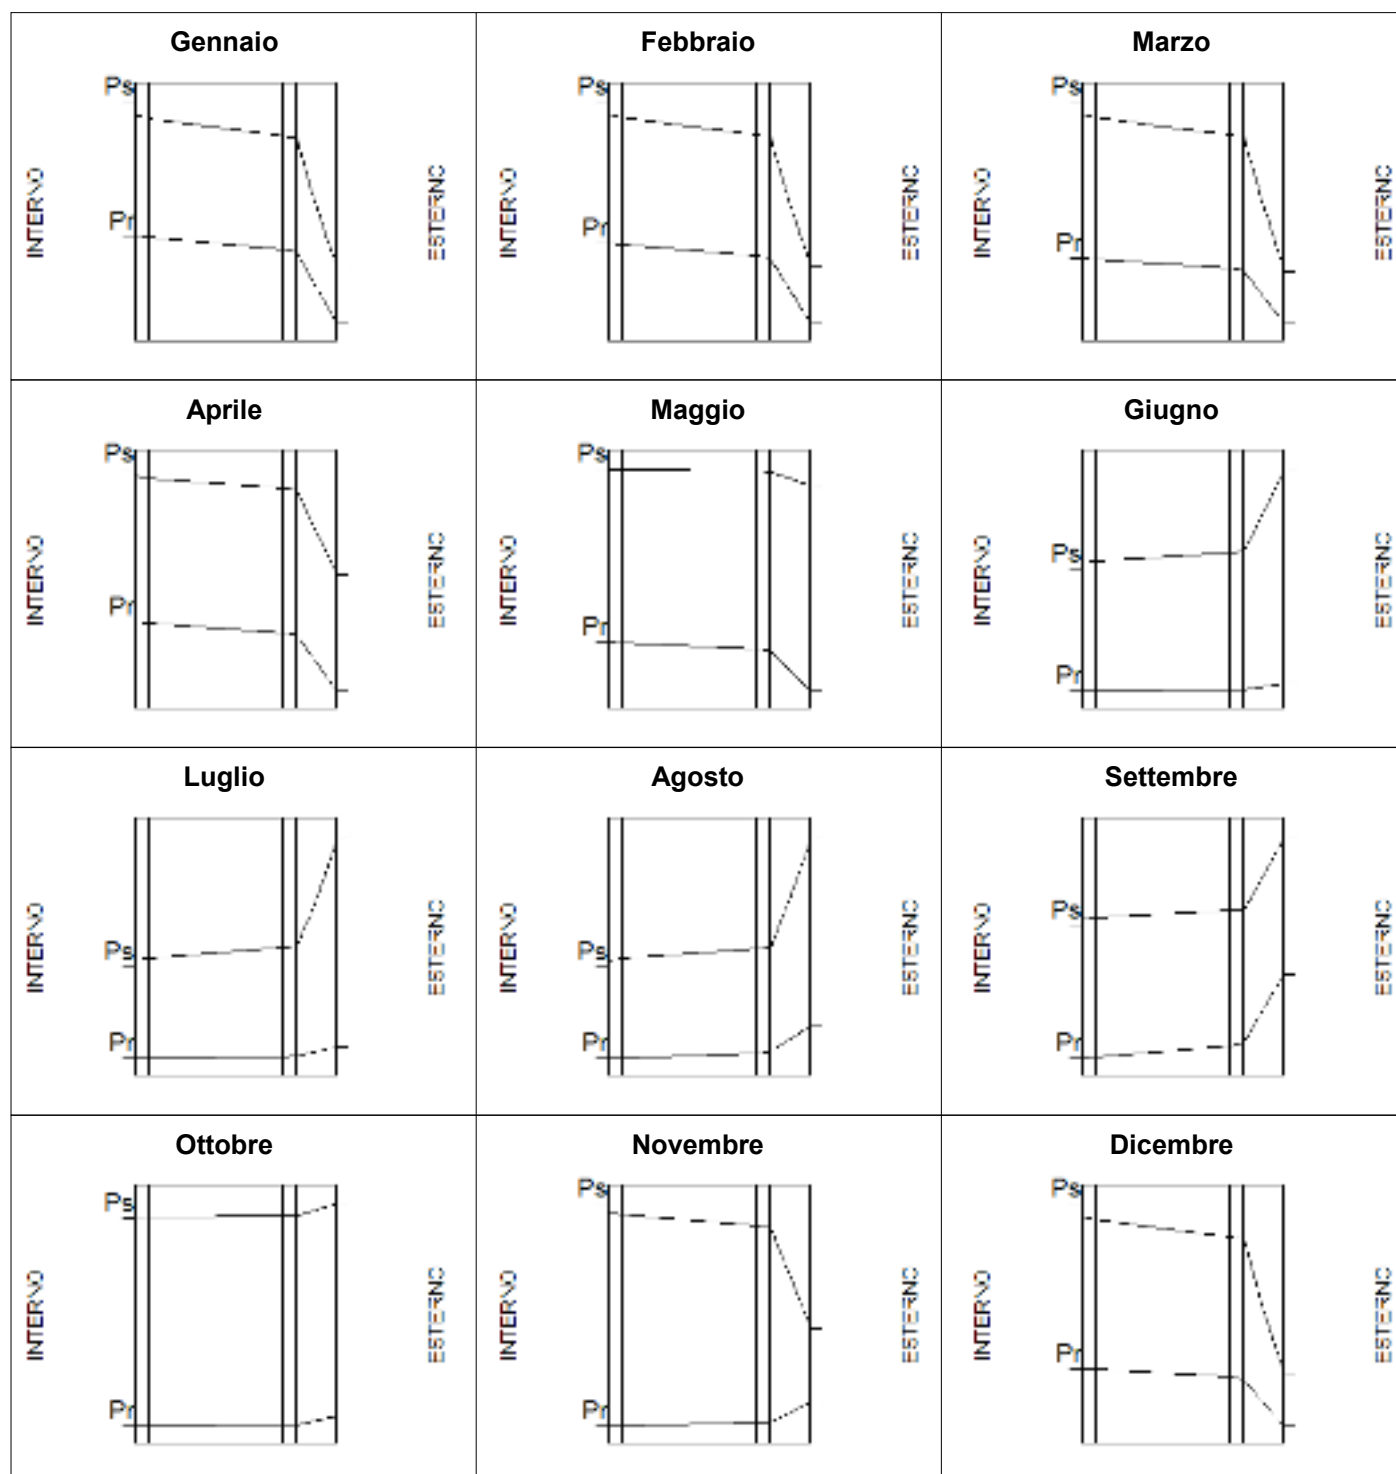 Gennaio
Ps
Pr
INTERNO
ESTERNO
Febbraio
Ps
Pr
INTERNO
ESTERNO
Marzo
Ps
Pr
INTERNO
ESTERNO
Aprile
Ps
Pr
INTERNO
ESTERNO
Maggio
Ps
Pr
INTERNO
ESTERNO
Giugno
Ps
Pr
INTERNO
ESTERNO
Luglio
Ps
Pr
INTERNO
ESTERNO
Agosto
Ps
Pr
INTERNO
ESTERNO
Settembre
Ps
Pr
INTERNO
ESTERNO
Ottobre
Ps
Pr
INTERNO
ESTERNO
Novembre
Ps
Pr
INTERNO
ESTERNO
Dicembre
Ps
Pr
INTERNO
ESTERNO